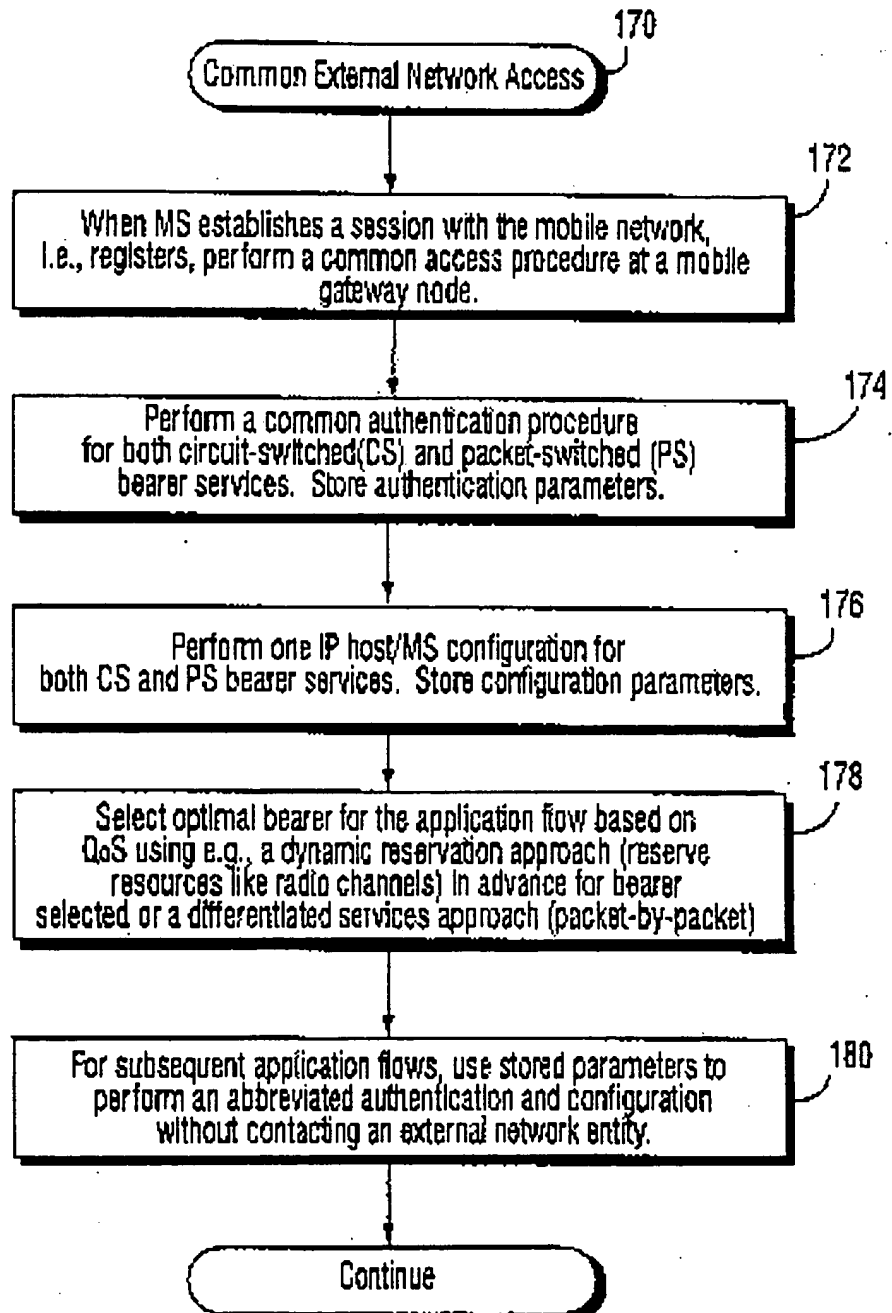 170
Common External Network Access
172
When MS establishes a session with the mobile network,
i.e., registers, perform a common access procedure at a mobile
gateway node.
174
Perform a common authentication procedure
for both circuit-switched(CS) and packet-switched (PS)
bearer services. Store authentication parameters.
176
Perform one IP host/MS configuration for
both CS and PS bearer services. Store configuration parameters.
178
Select optimal bearer for the application flow based on
QoS using e.g., a dynamic reservation approach (reserve
resources like radio channels) in advance for bearer
selected or a differentiated services approach (packet-by-packet)
180
For subsequent application flows, use stored parameters to
perform an abbreviated authentication and configuration
without contacting an external network entity.
Continue